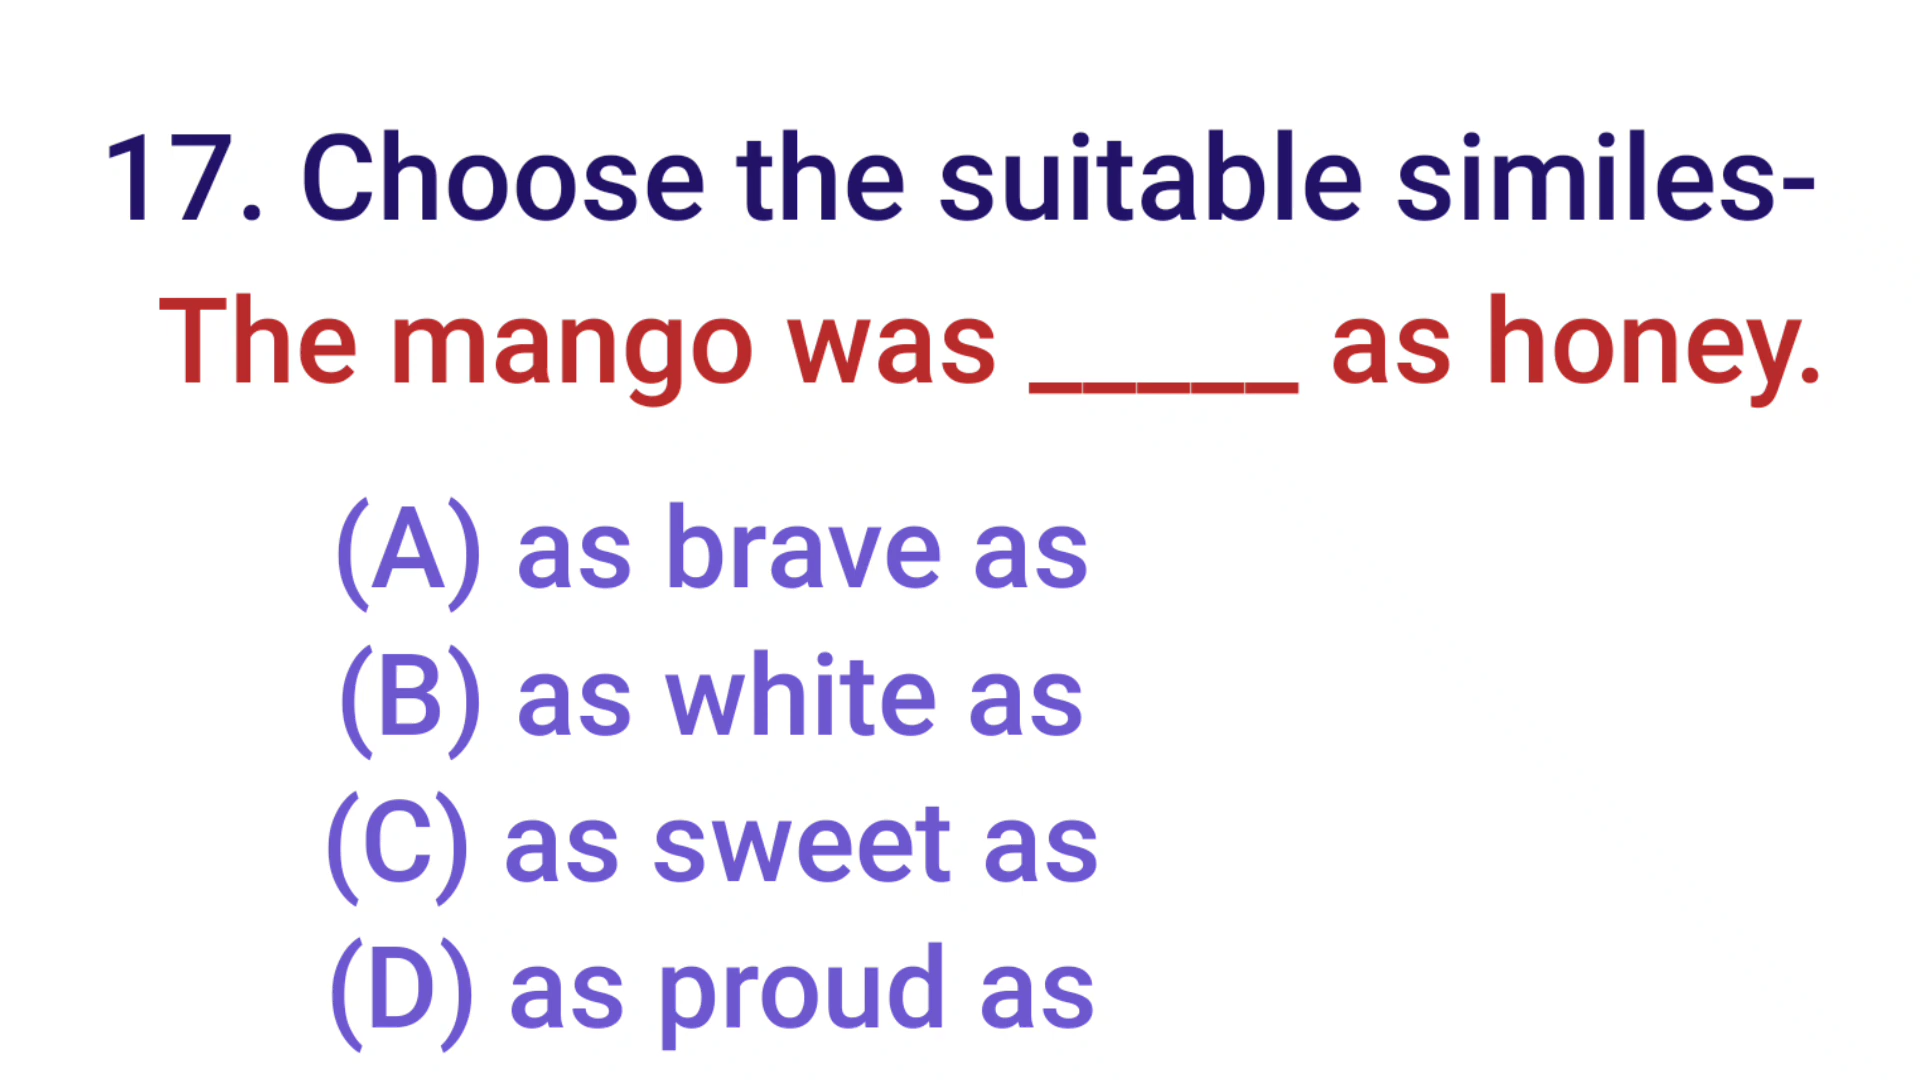 17. Choose the suitable similes-
The mango was _____ as honey.
(A) as brave as
(B) as white as
(C) as sweet as
(D) as proud as